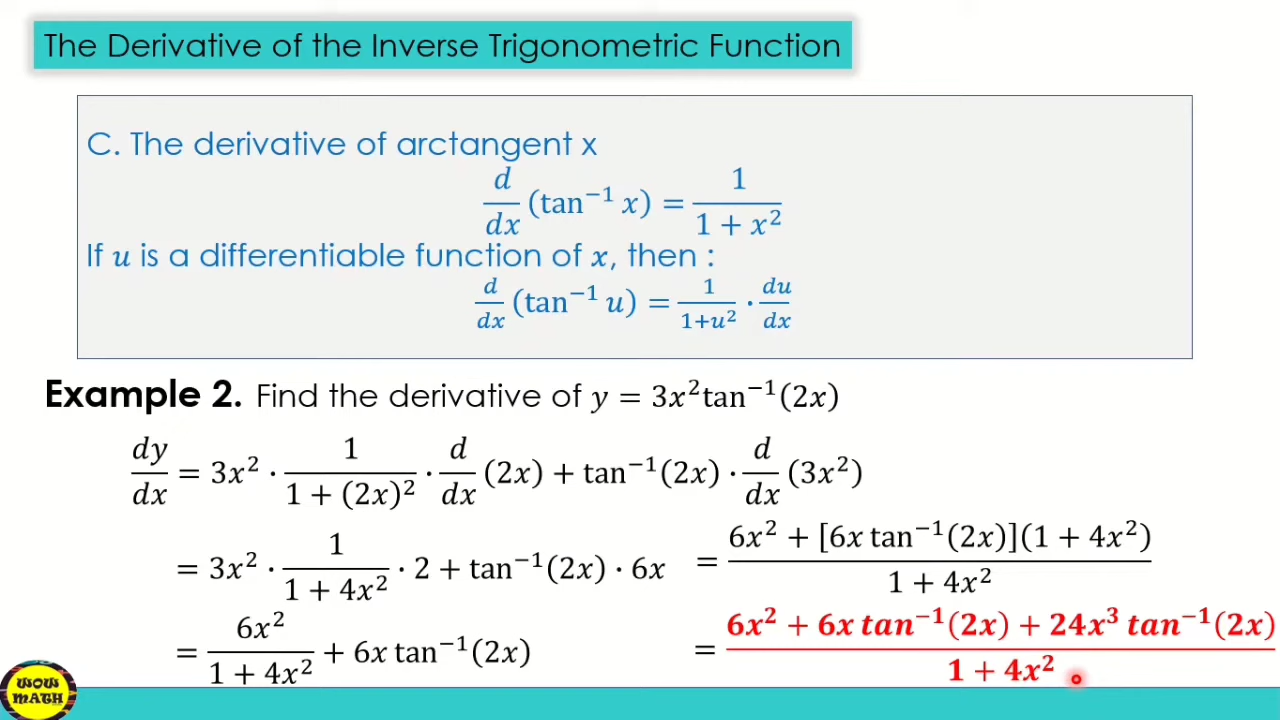 The Derivative of the Inverse Trigonometric Function
C. The derivative of arctangent x
d/dx (tan⁻¹ x) = 1/(1 + x²)
If u is a differentiable function of x, then :
d/dx (tan⁻¹ u) = 1/(1+u²) · du/dx
Example 2. Find the derivative of y = 3x²tan⁻¹(2x)
dy/dx = 3x² · 1/(1 + (2x)²) · d/dx (2x) + tan⁻¹(2x) · d/dx (3x²)
= 3x² · 1/(1 + 4x²) · 2 + tan⁻¹(2x) · 6x
= 6x²/(1 + 4x²) + 6x tan⁻¹(2x)
= (6x² + [6x tan⁻¹(2x)](1 + 4x²))/(1 + 4x²)
= (6x² + 6x tan⁻¹(2x) + 24x³ tan⁻¹(2x))/(1 + 4x²)
WOW
MATH